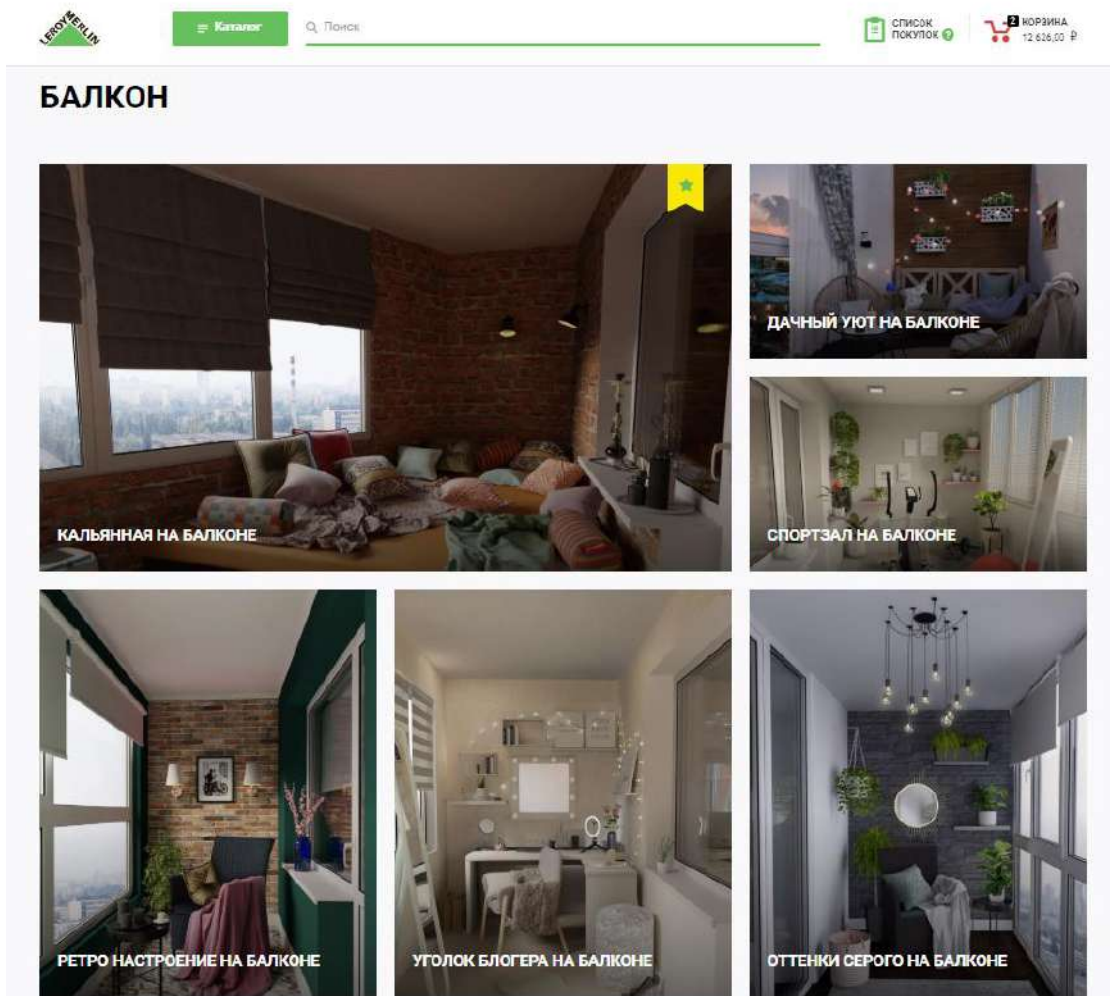 LEROY MERLIN
Каталог
Поиск
СПИСОК
ПОКУПОК ?
2 КОРЗИНА
12 626,00 ₽
БАЛКОН
ДАЧНЫЙ УЮТ НА БАЛКОНЕ
КАЛЬЯННАЯ НА БАЛКОНЕ
СПОРТЗАЛ НА БАЛКОНЕ
РЕТРО НАСТРОЕНИЕ НА БАЛКОНЕ
УГОЛОК БЛОГЕРА НА БАЛКОНЕ
ОТТЕНКИ СЕРОГО НА БАЛКОНЕ